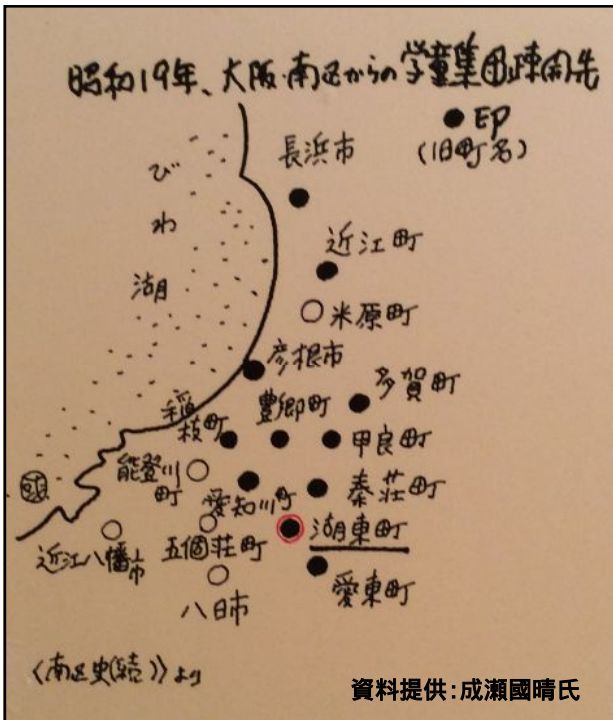 昭和19年、大阪・南区からの学童集団疎開先
● 印
(旧町名)
びわ湖
長浜市
近江町
米原町
彦根市
多賀町
豊郷町
稲枝町
甲良町
能登川町
愛知川町
秦荘町
湖東町
五個荘町
近江八幡市
愛東町
八日市
《南区史(続)》より
資料提供:成瀬國晴氏